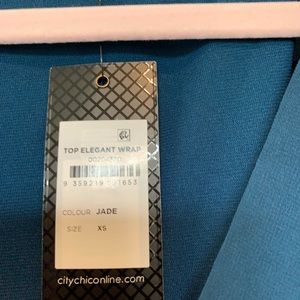 TOP ELEGANT WRAP
COLOUR JADE
SIZE XS
citychiconline.com